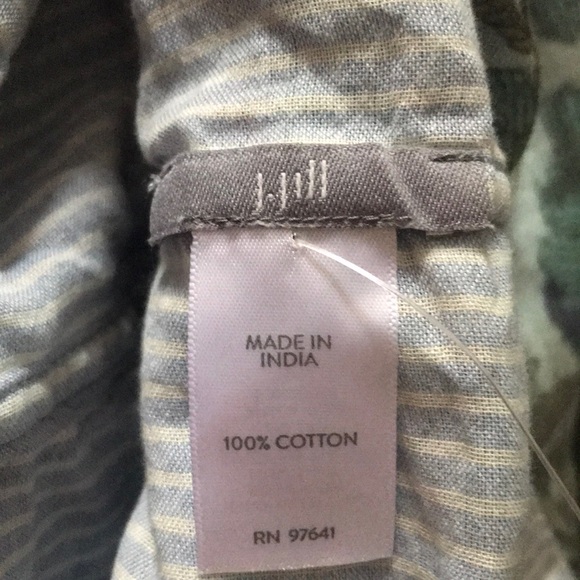 J.Jill
MADE IN
INDIA
100% COTTON
RN 97641